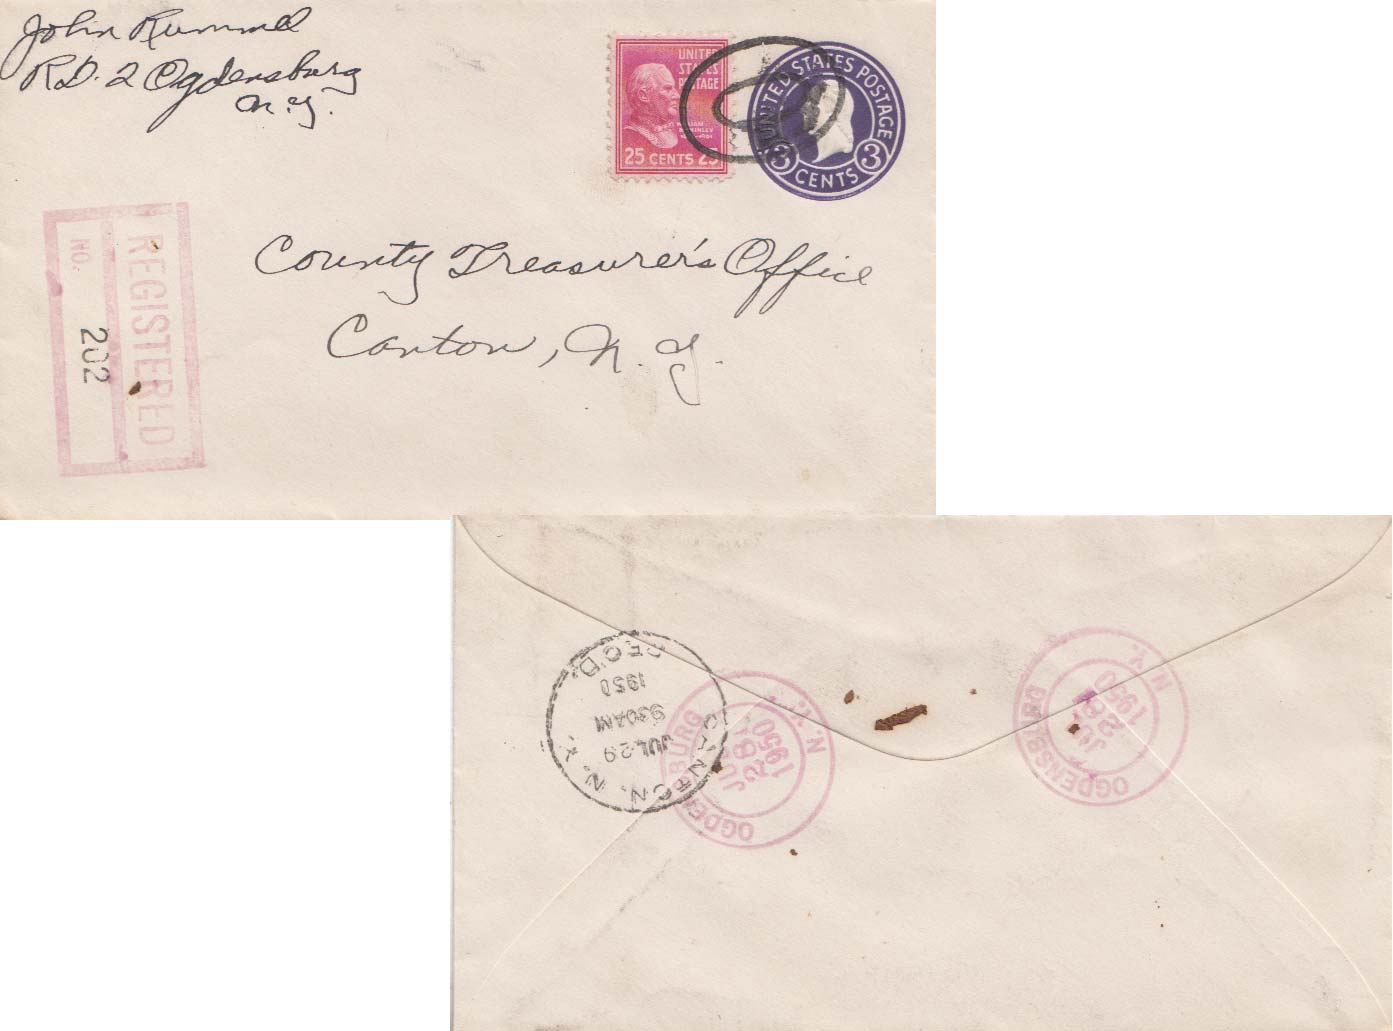 John Rummel
R.D. 2 Ogdensburg
N.Y.
UNITED
STATES
POSTAGE
WILLIAM
McKINLEY
25 CENTS 25
UNITED STATES POSTAGE
3 CENTS 3
REGISTERED
NO.
202
County Treasurer's Office
Canton, N.Y.
CANTON, N.Y.
JUL 29
9 30 AM
1950
REC'D.
OGDENSBURG N.Y.
JUL
28
1950
OGDENSBURG N.Y.
JUL
28
1950